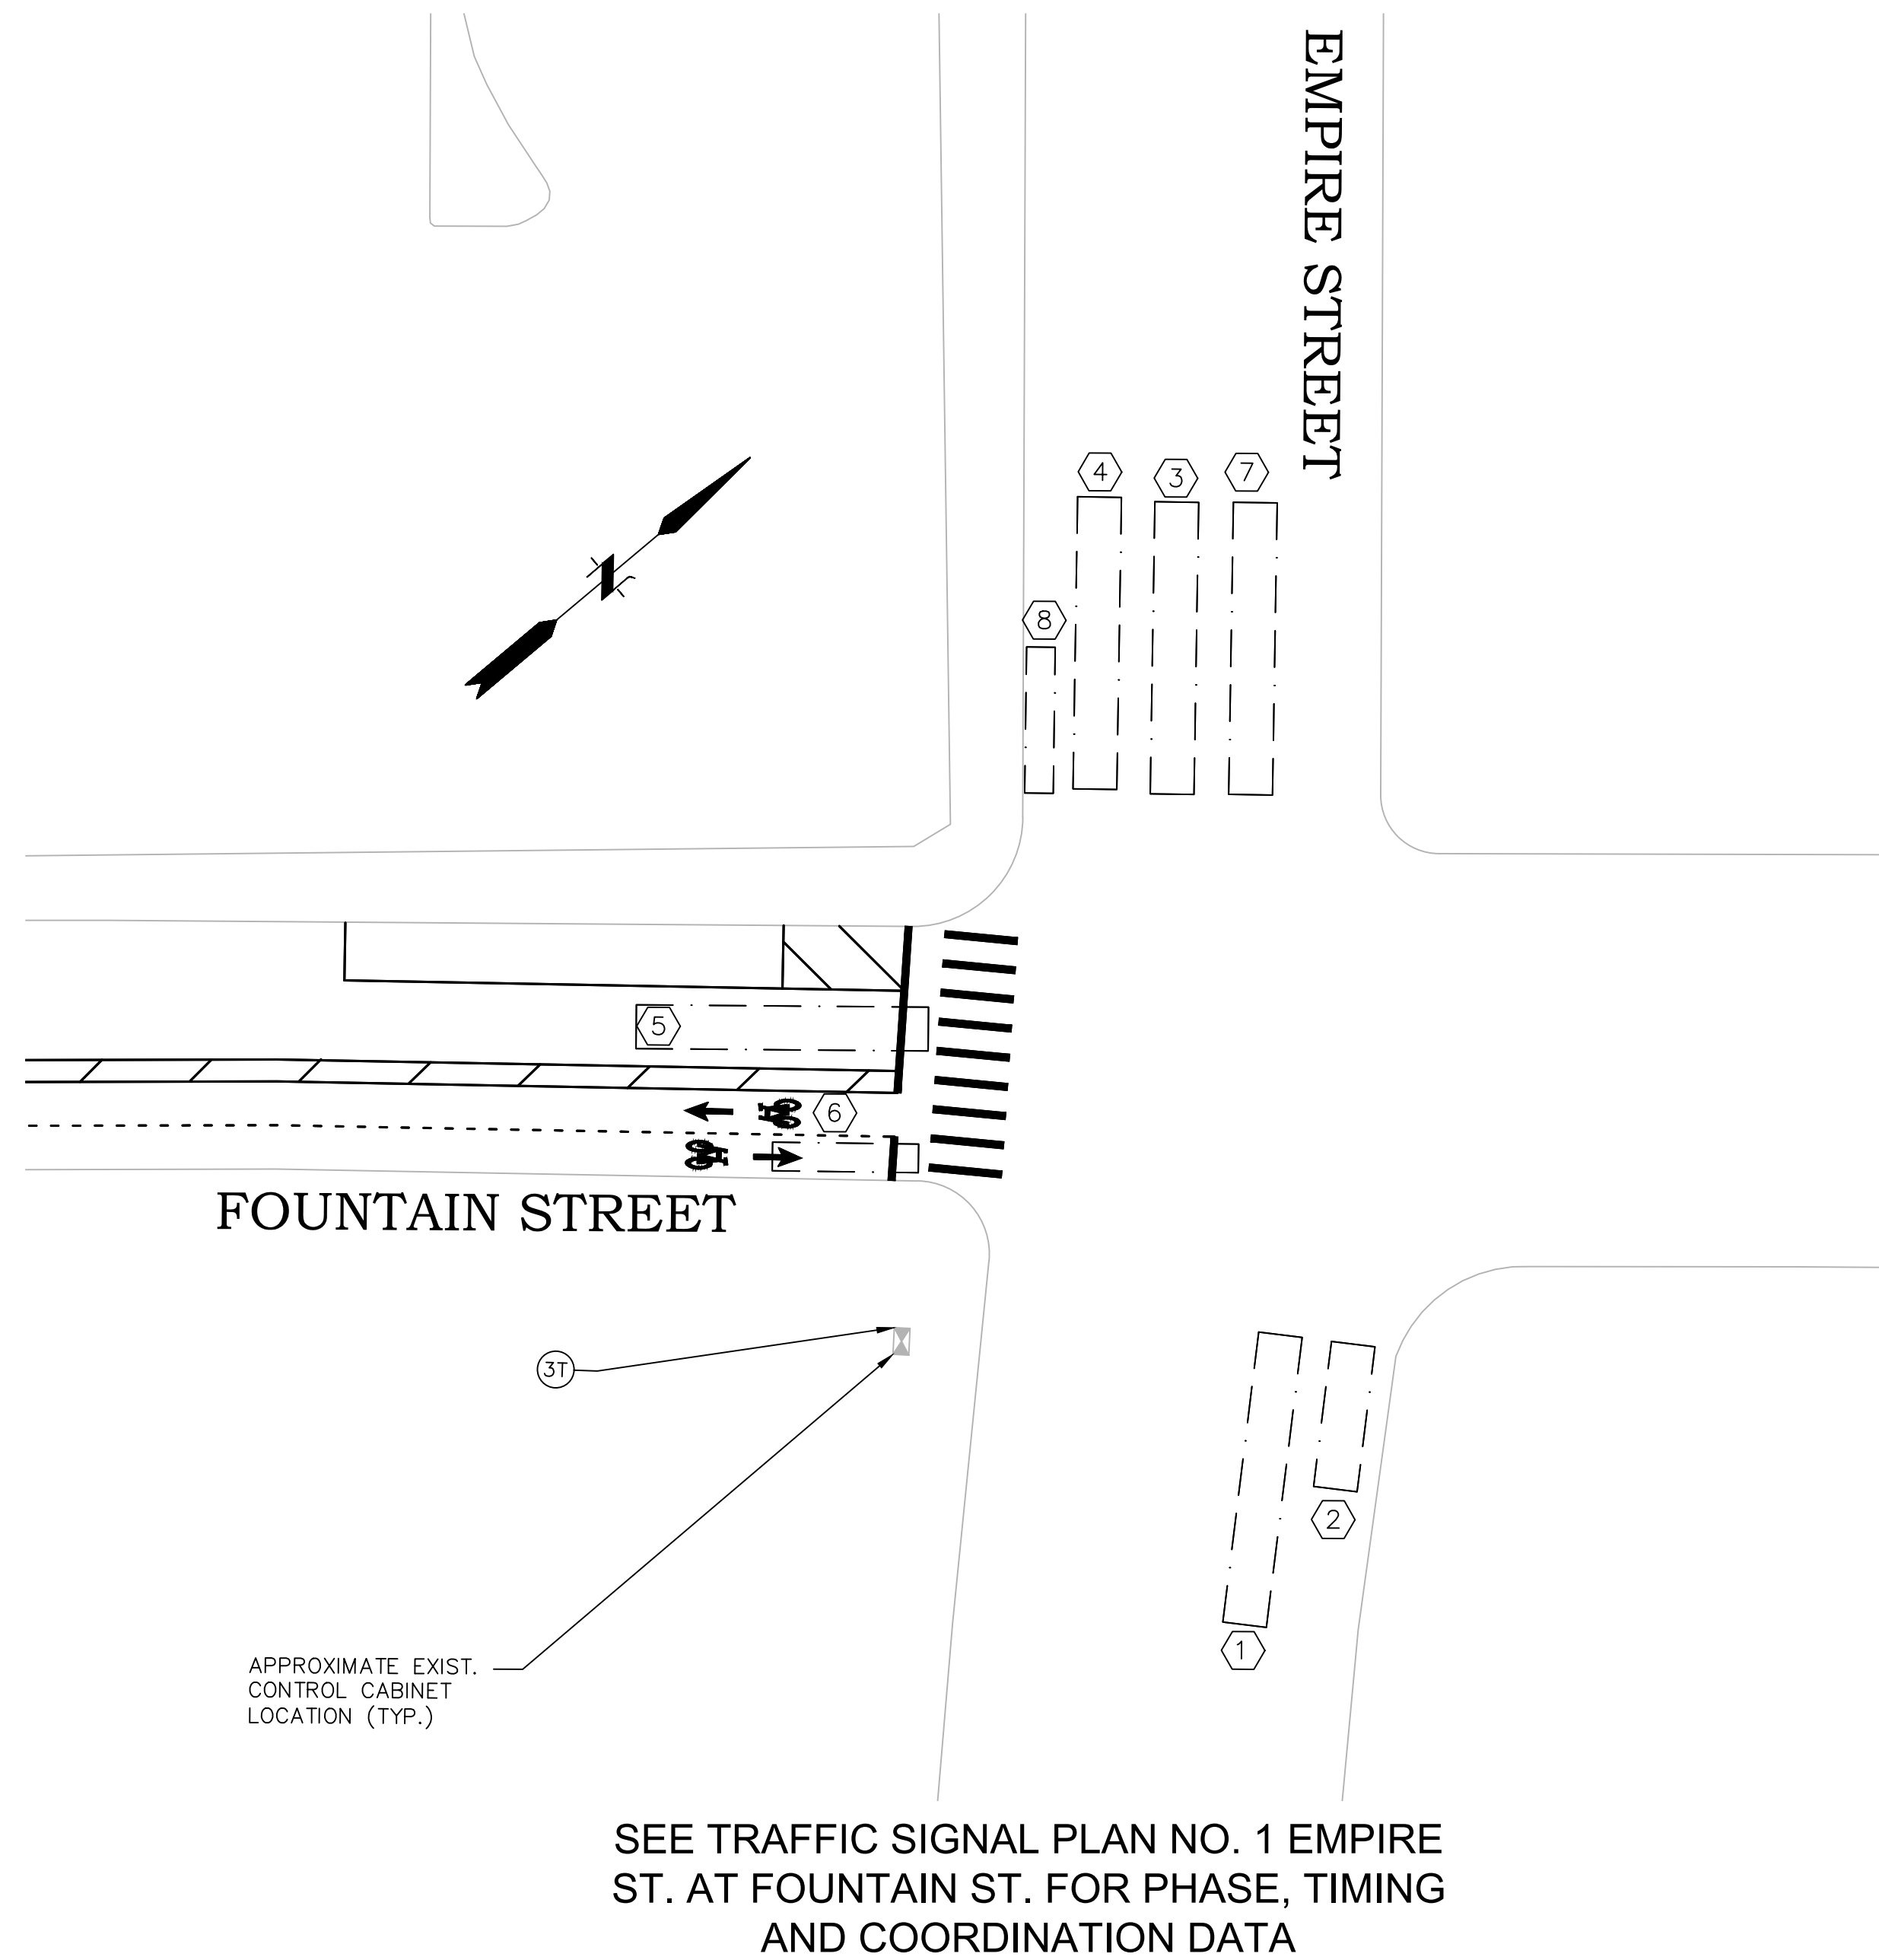 EMPIRE STREET
4
3
7
8
N
5
6
FOUNTAIN STREET
3T
2
1
APPROXIMATE EXIST.
CONTROL CABINET
LOCATION (TYP.)
SEE TRAFFIC SIGNAL PLAN NO. 1 EMPIRE
ST. AT FOUNTAIN ST. FOR PHASE, TIMING
AND COORDINATION DATA